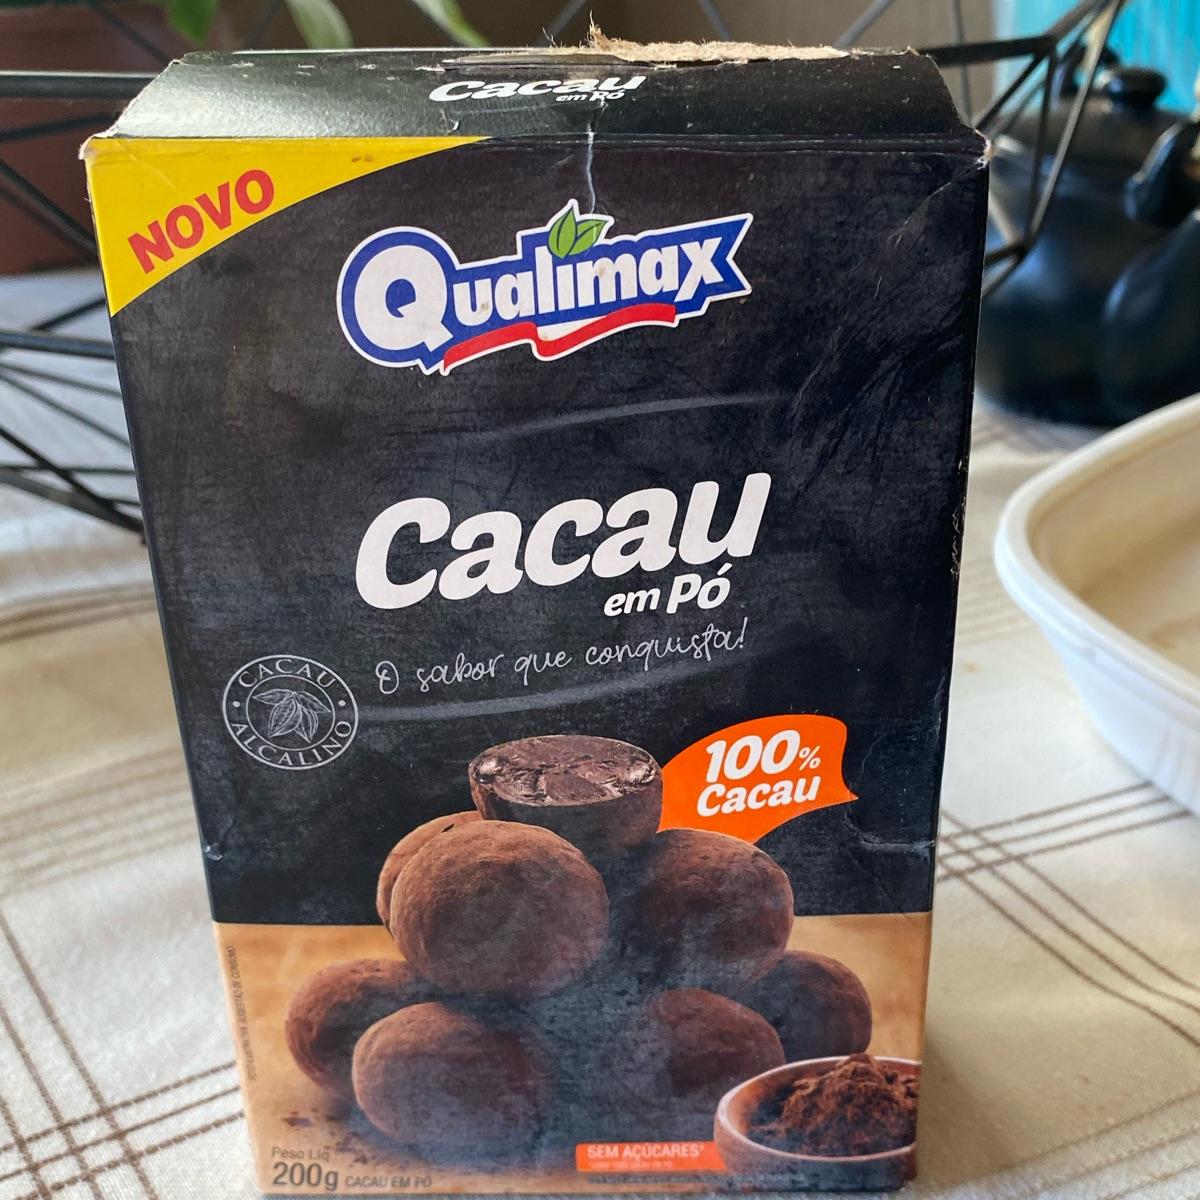 Cacau
em Pó
NOVO
Qualimax
Cacau
em Pó
O sabor que conquista!
CACAU
ALCALINO
100%
Cacau
Peso Líq
200g CACAU EM PÓ
SEM AÇÚCARES*